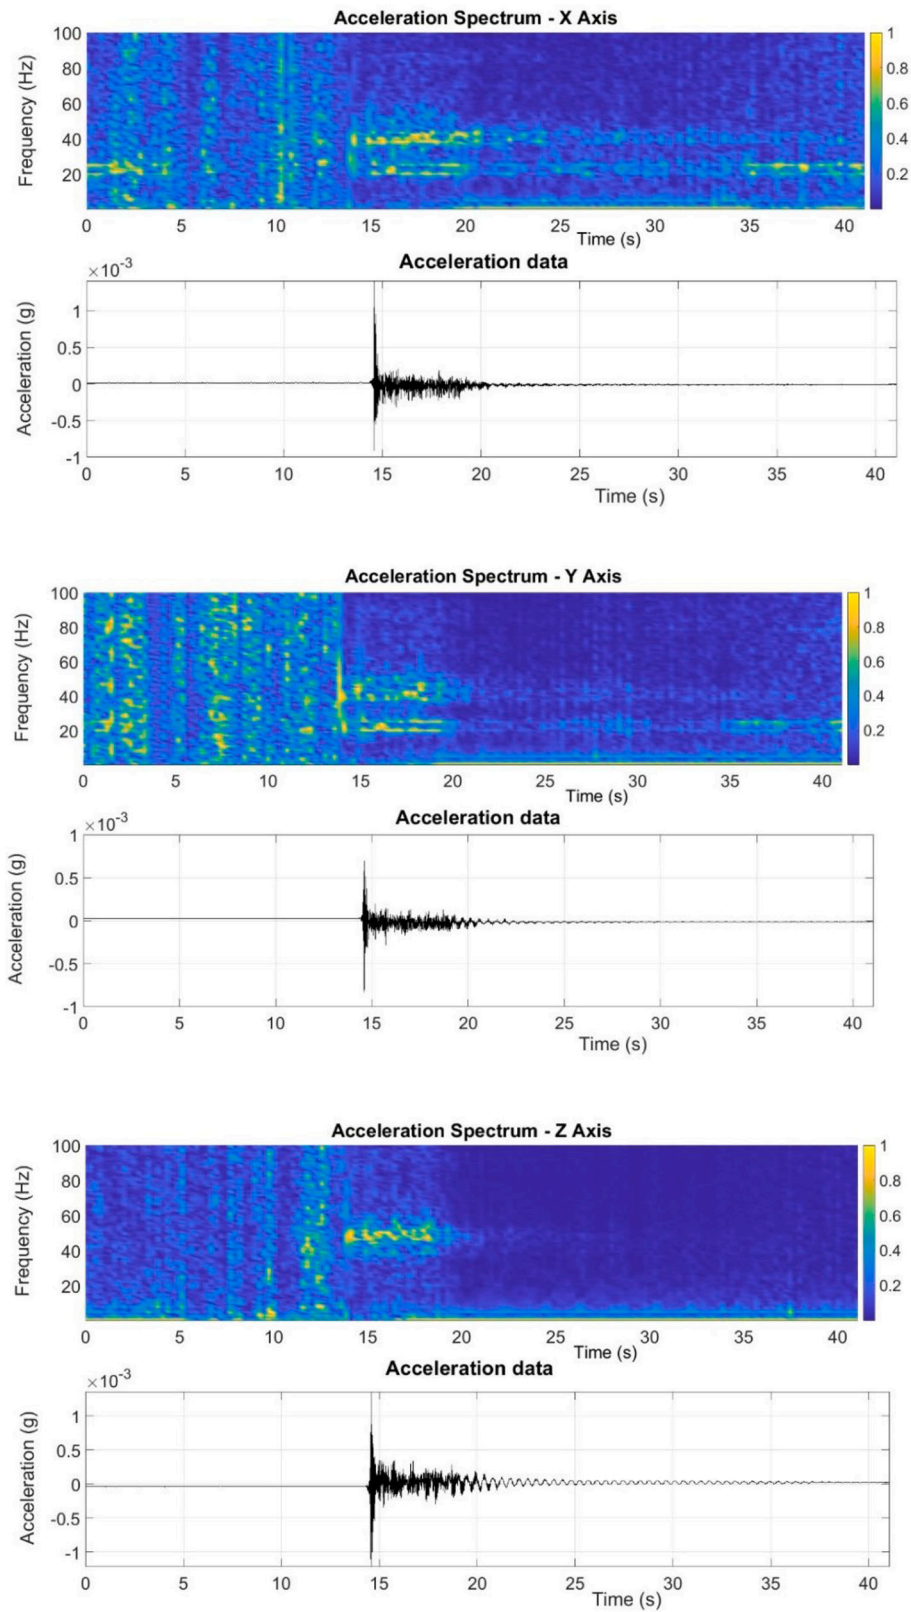 Acceleration Spectrum - X Axis
Frequency (Hz)
100
80
60
40
20
0 5 10 15 20 25 30 35 40
Time (s)
1
0.8
0.6
0.4
0.2
Acceleration data
×10-3
Acceleration (g)
1
0.5
0
-0.5
-1
0 5 10 15 20 25 30 35 40
Time (s)
Acceleration Spectrum - Y Axis
Frequency (Hz)
100
80
60
40
20
0 5 10 15 20 25 30 35 40
Time (s)
1
0.8
0.6
0.4
0.2
Acceleration data
×10-3
Acceleration (g)
1
0.5
0
-0.5
-1
0 5 10 15 20 25 30 35 40
Time (s)
Acceleration Spectrum - Z Axis
Frequency (Hz)
100
80
60
40
20
0 5 10 15 20 25 30 35 40
Time (s)
1
0.8
0.6
0.4
0.2
Acceleration data
×10-3
Acceleration (g)
1
0.5
0
-0.5
-1
0 5 10 15 20 25 30 35 40
Time (s)